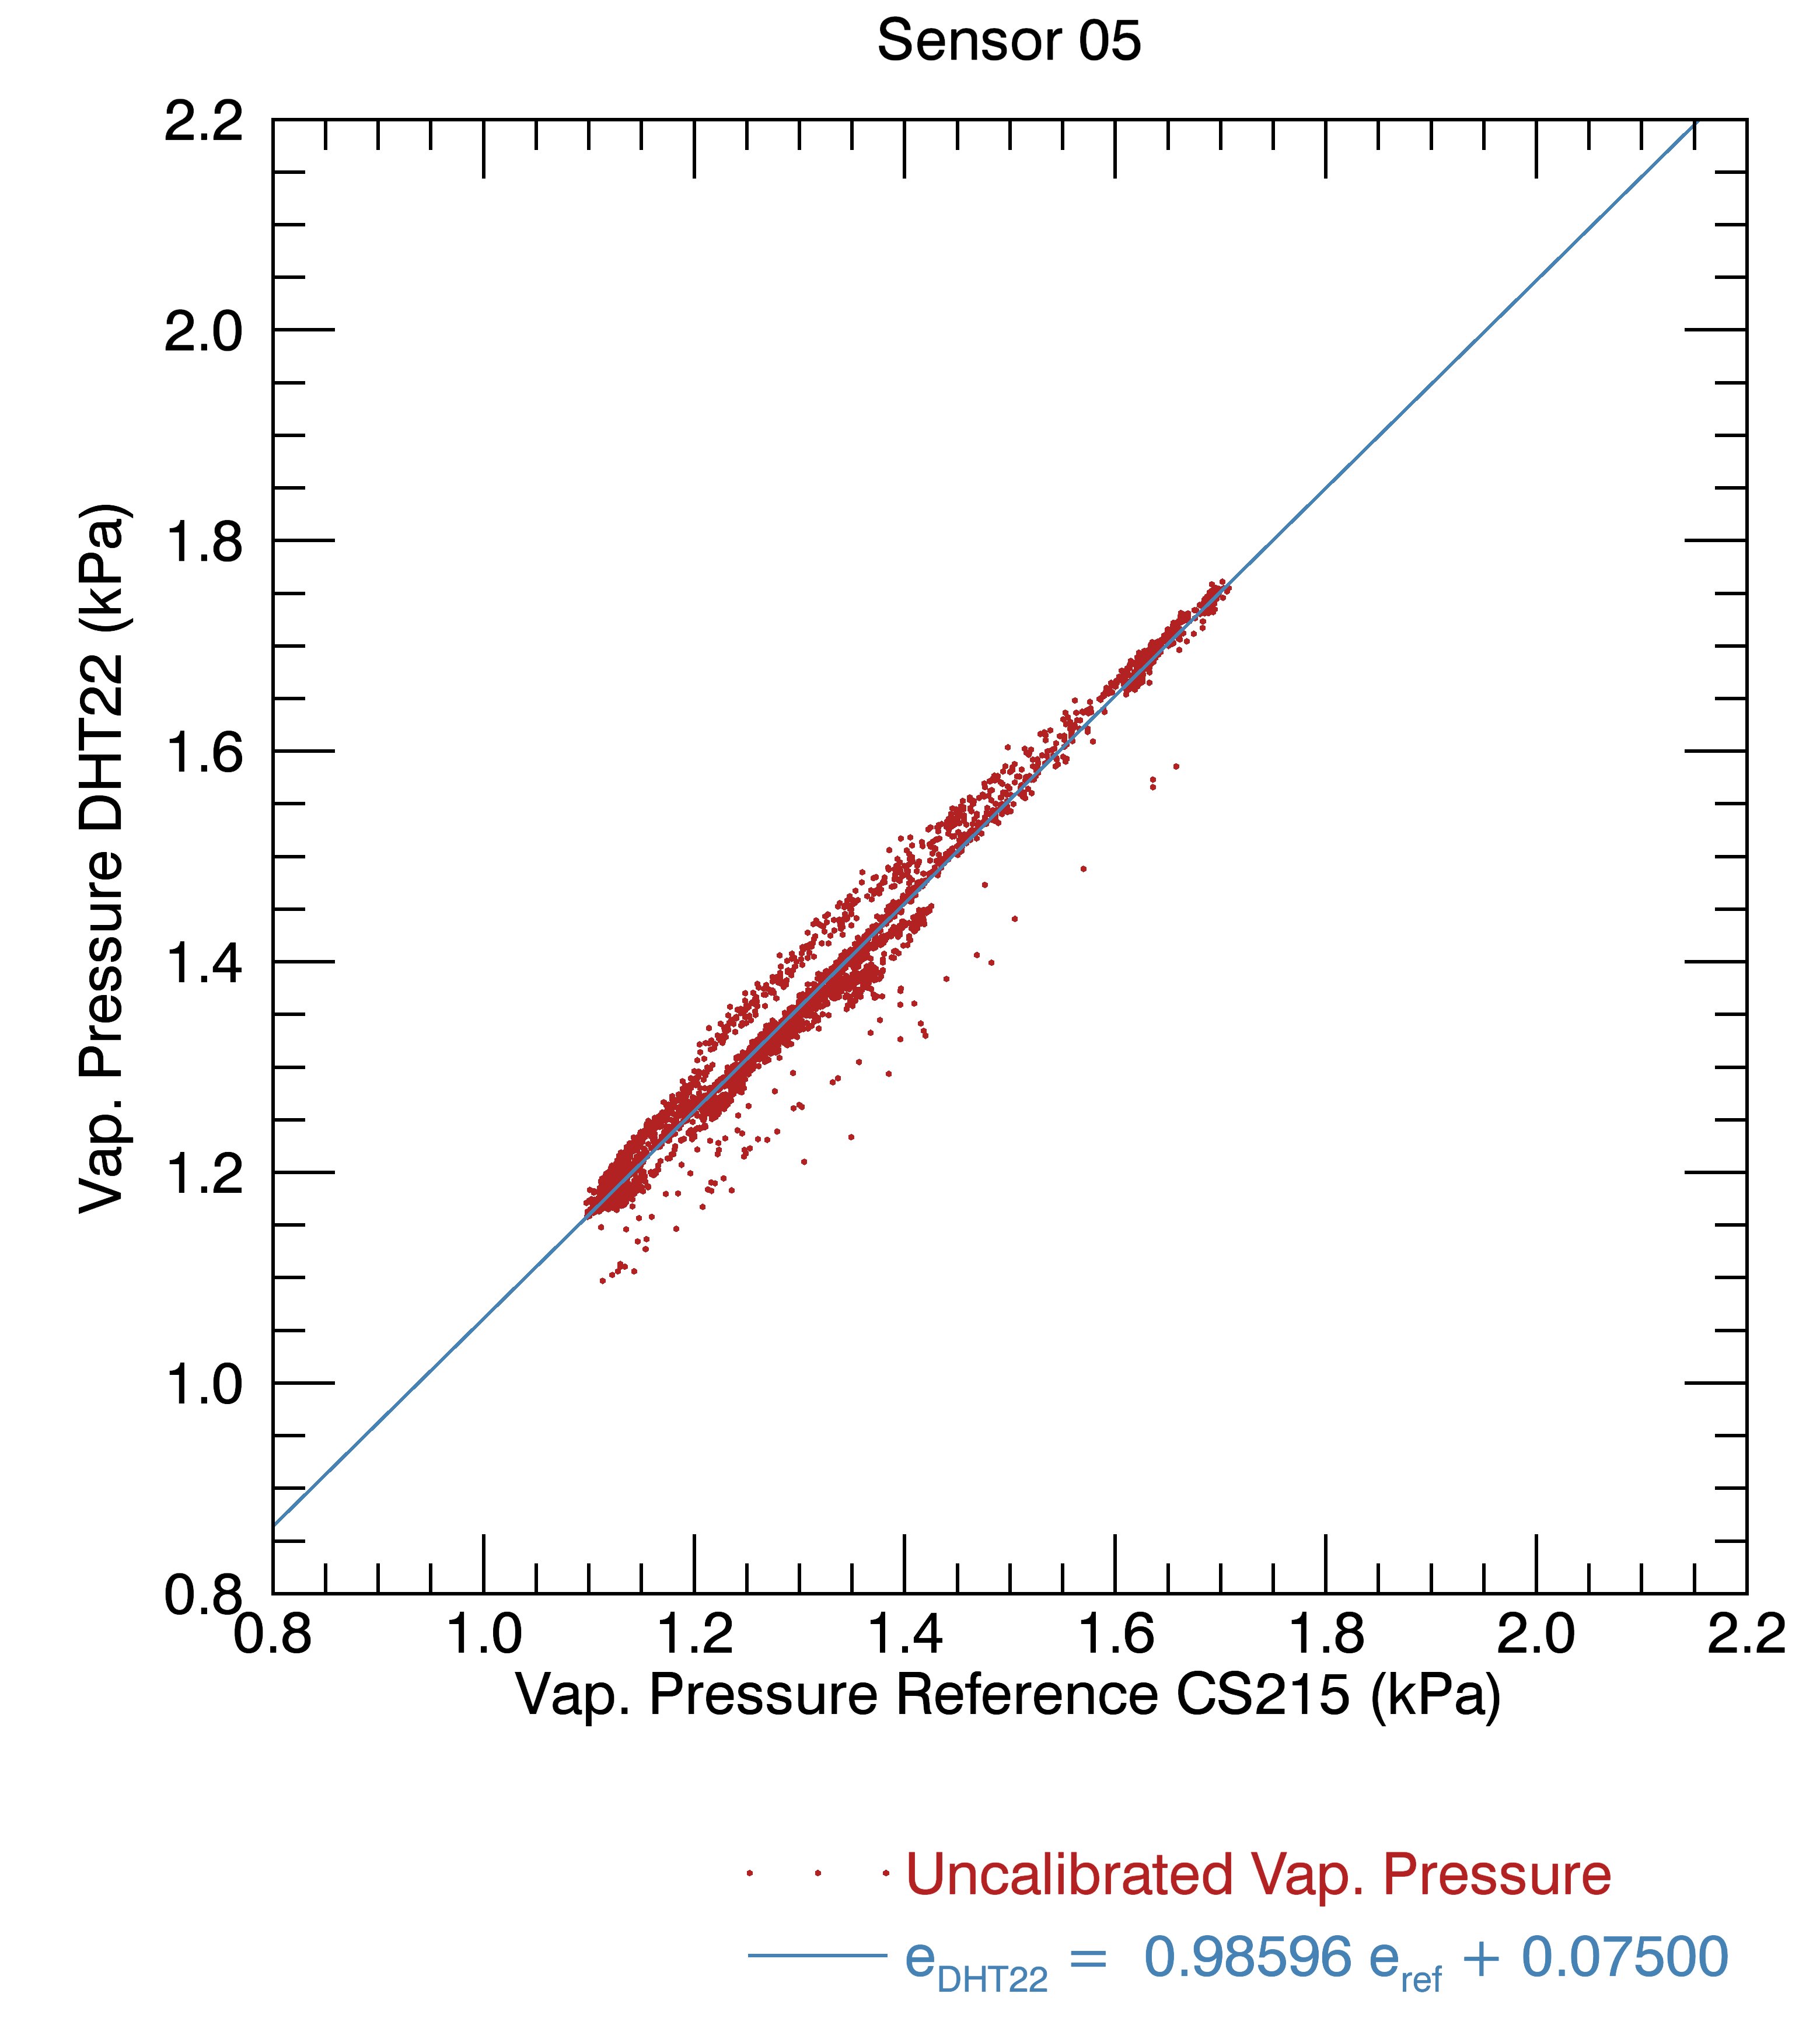 Sensor 05
2.2
2.0
1.8
1.6
1.4
1.2
1.0
0.8
Vap. Pressure DHT22 (kPa)
0.8 1.0 1.2 1.4 1.6 1.8 2.0 2.2
Vap. Pressure Reference CS215 (kPa)
Uncalibrated Vap. Pressure
e_DHT22 = 0.98596 e_ref + 0.07500